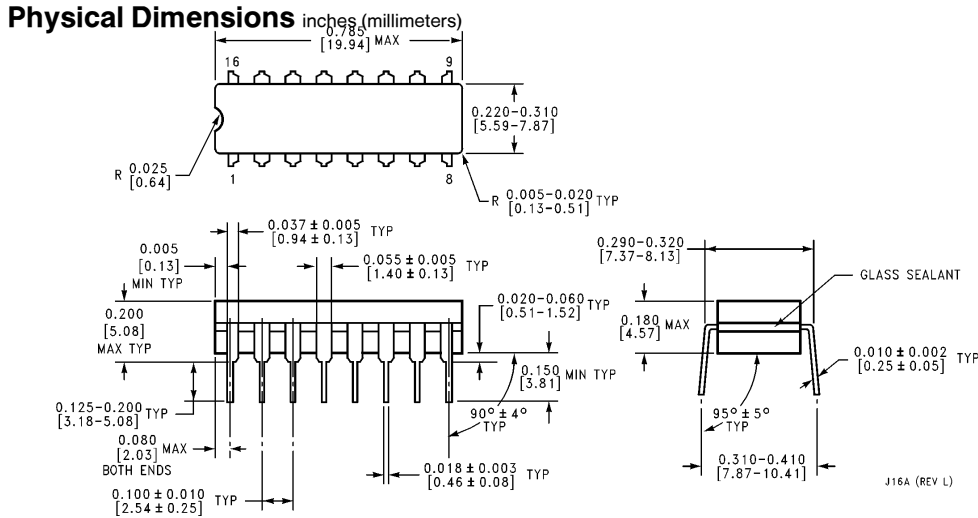 Physical Dimensions inches (millimeters)
0.785
[19.94] MAX
16
9
0.220–0.310
[5.59–7.87]
R 0.025
[0.64]
1
8
R 0.005–0.020 TYP
[0.13–0.51]
0.037 ± 0.005 TYP
[0.94 ± 0.13]
0.005
[0.13]
MIN TYP
0.055 ± 0.005 TYP
[1.40 ± 0.13]
0.290–0.320
[7.37–8.13]
GLASS SEALANT
0.200
[5.08]
MAX TYP
0.020–0.060 TYP
[0.51–1.52]
0.180 MAX
[4.57]
0.150 MIN TYP
[3.81]
0.010 ± 0.002 TYP
[0.25 ± 0.05]
0.125–0.200 TYP
[3.18–5.08]
90° ± 4°
TYP
95° ± 5°
TYP
0.080 MAX
[2.03]
BOTH ENDS
0.018 ± 0.003 TYP
[0.46 ± 0.08]
0.310–0.410
[7.87–10.41]
0.100 ± 0.010 TYP
[2.54 ± 0.25]
J16A (REV L)